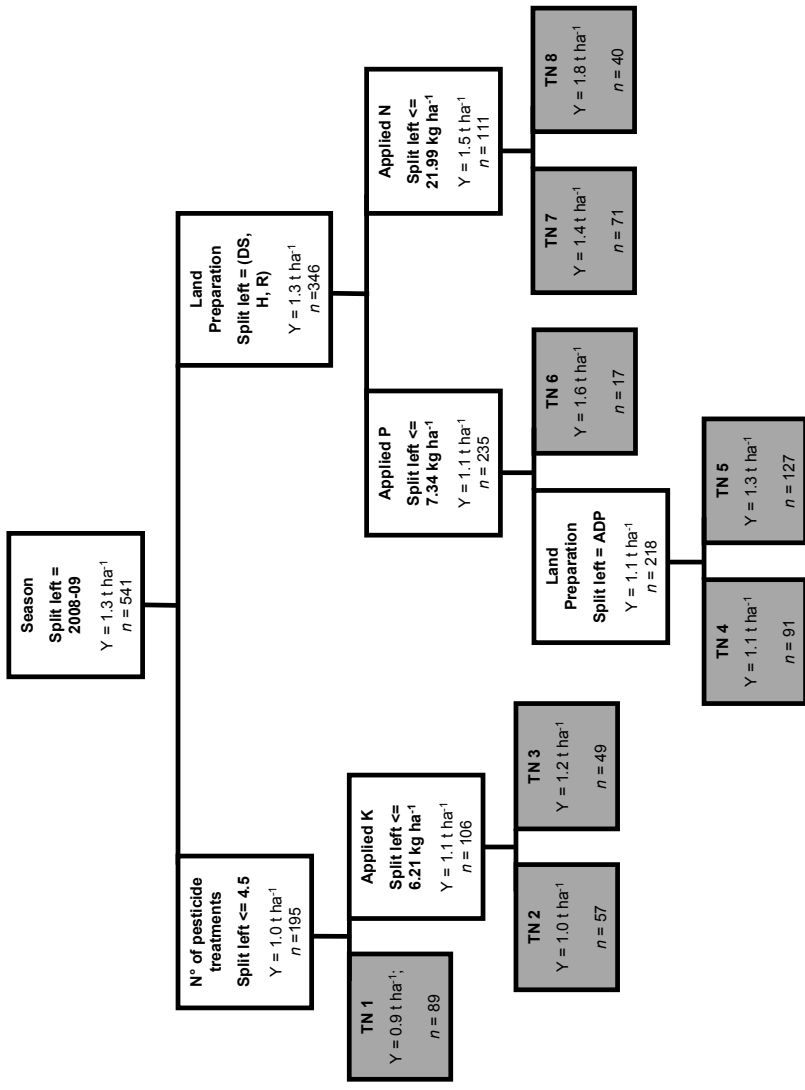 Season
Split left =
2008-09
Y = 1.3 t ha⁻¹
n = 541
N° of pesticide
treatments
Split left <= 4.5
Y = 1.0 t ha⁻¹
n =195
Land
Preparation
Split left = (DS,
H, R)
Y = 1.3 t ha⁻¹
n =346
TN 1
Y = 0.9 t ha⁻¹;
n = 89
Applied K
Split left <=
6.21 kg ha⁻¹
Y = 1.1 t ha⁻¹
n = 106
Applied P
Split left <=
7.34 kg ha⁻¹
Y = 1.1 t ha⁻¹
n = 235
Applied N
Split left <=
21.99 kg ha⁻¹
Y = 1.5 t ha⁻¹
n = 111
TN 2
Y = 1.0 t ha⁻¹
n = 57
TN 3
Y = 1.2 t ha⁻¹
n = 49
Land
Preparation
Split left = ADP
Y = 1.1 t ha⁻¹
n = 218
TN 6
Y = 1.6 t ha⁻¹
n = 17
TN 7
Y = 1.4 t ha⁻¹
n = 71
TN 8
Y = 1.8 t ha⁻¹
n = 40
TN 4
Y = 1.1 t ha⁻¹
n = 91
TN 5
Y = 1.3 t ha⁻¹
n = 127